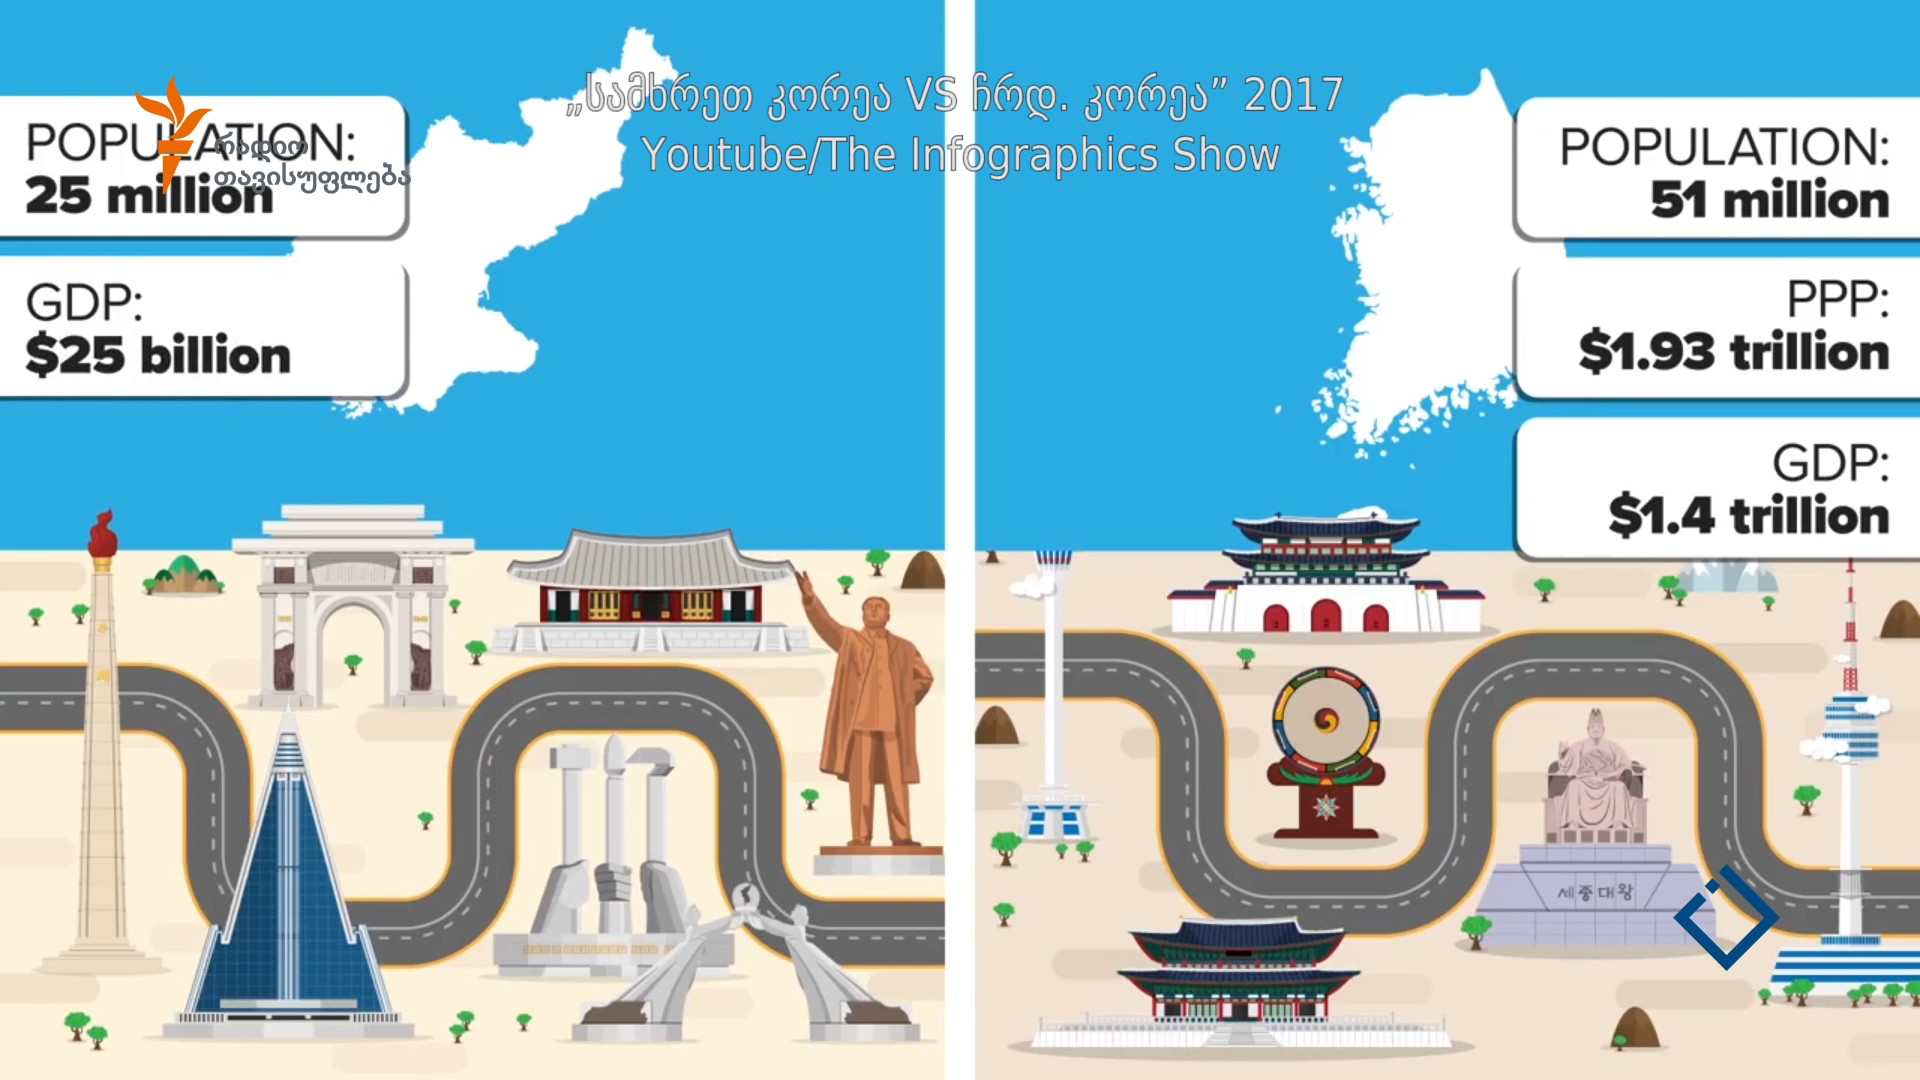 „სამხრეთ კორეა VS ჩრდ. კორეა” 2017
Youtube/The Infographics Show
რადიო
თავისუფლება
POPULATION:
25 million
GDP:
$25 billion
POPULATION:
51 million
PPP:
$1.93 trillion
GDP:
$1.4 trillion
세종대왕